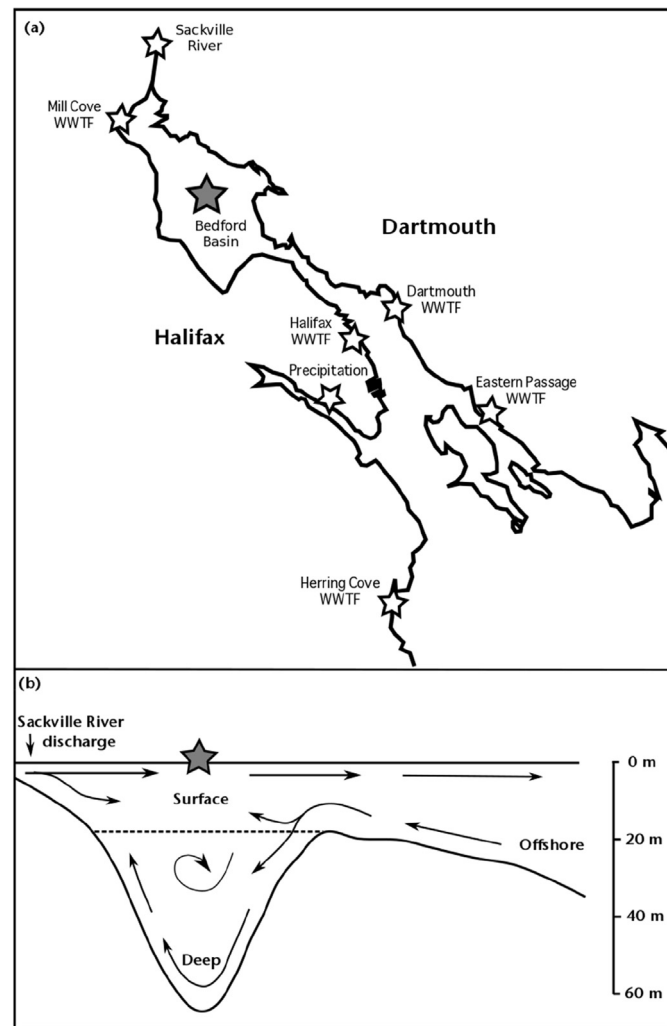 (a)
Sackville
River
Mill Cove
WWTF
Bedford
Basin
Dartmouth
Dartmouth
WWTF
Halifax
Halifax
WWTF
Precipitation
Eastern Passage
WWTF
Herring Cove
WWTF
(b)
Sackville River
discharge
0 m
Surface
Offshore
20 m
40 m
Deep
60 m